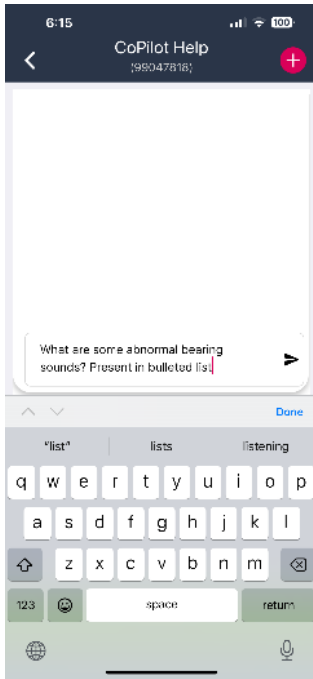 6:15
100
CoPilot Help
(99047818)
What are some abnormal bearing
sounds? Present in bulleted list
Done
"list" lists listening
q w e r t y u i o p
a s d f g h j k l
z x c v b n m
123 space return